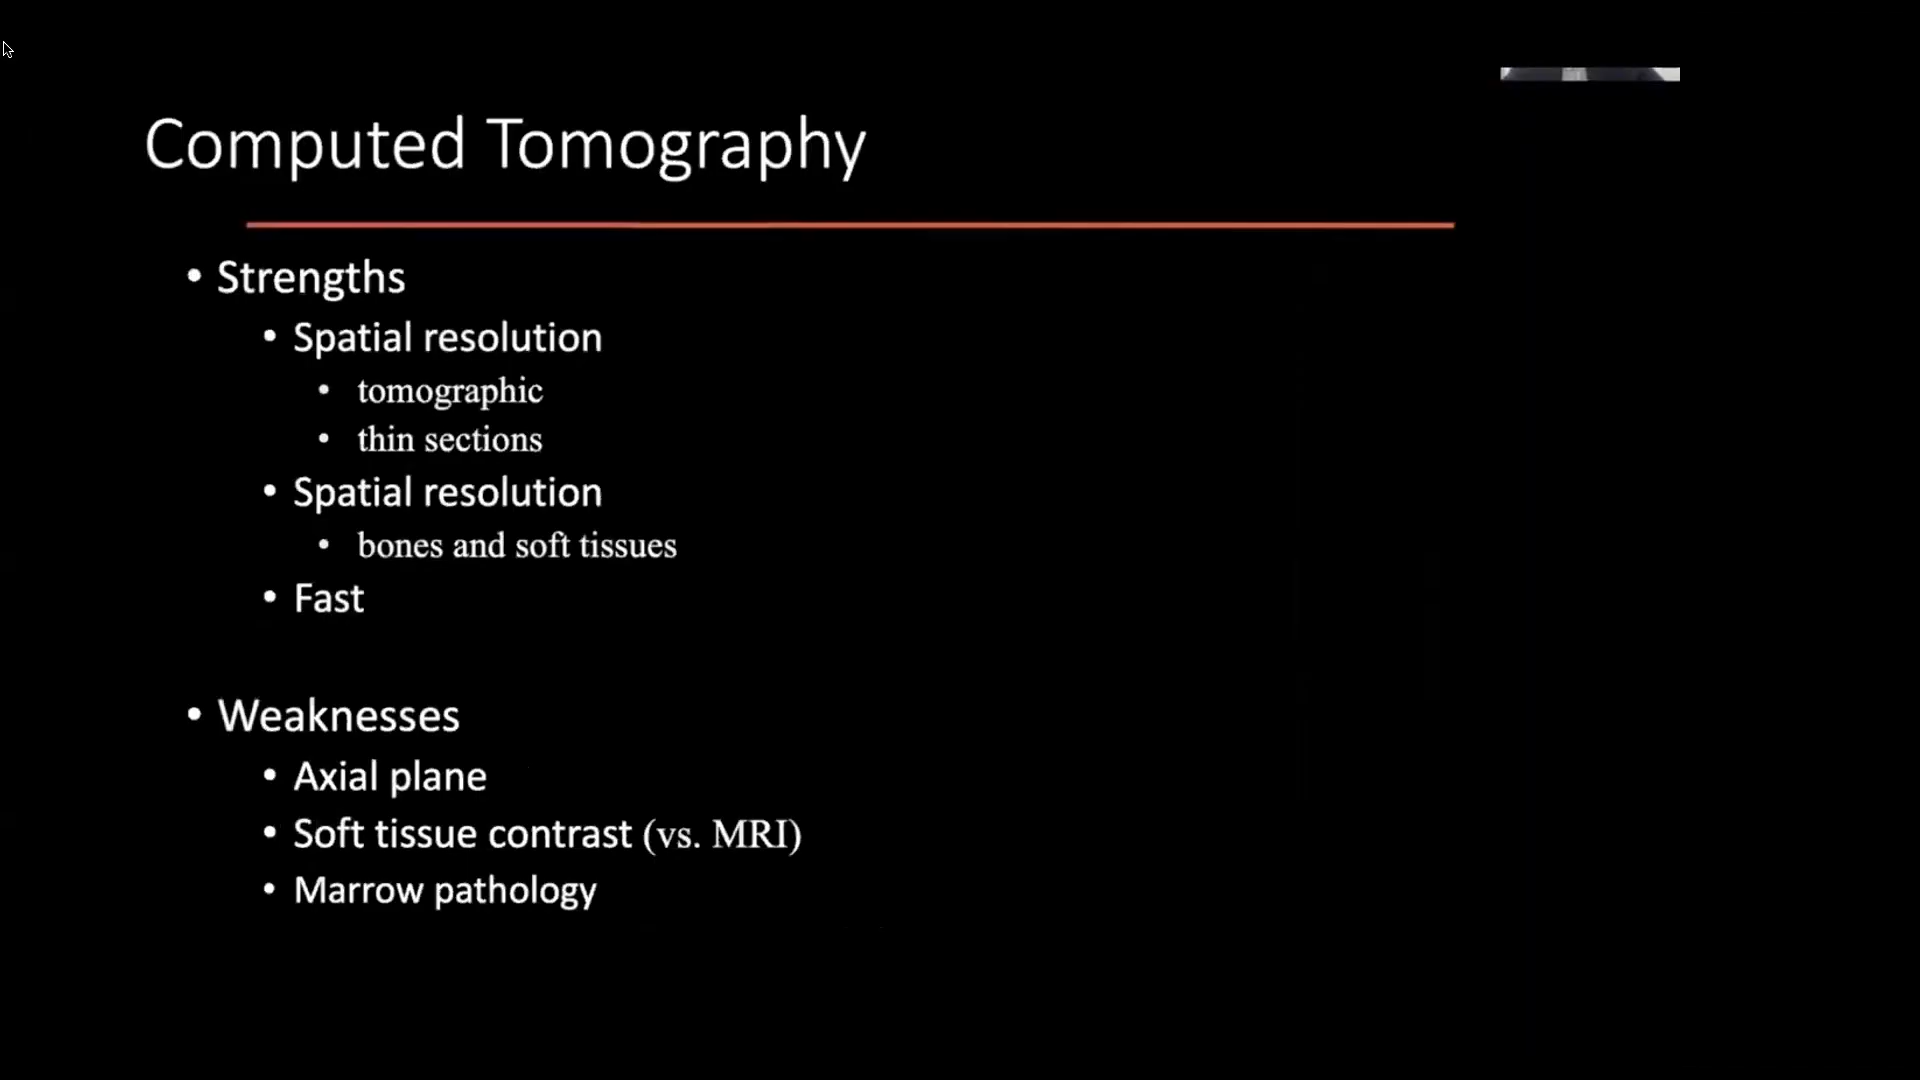 Computed Tomography
• Strengths
• Spatial resolution
• tomographic
• thin sections
• Spatial resolution
• bones and soft tissues
• Fast
• Weaknesses
• Axial plane
• Soft tissue contrast (vs. MRI)
• Marrow pathology